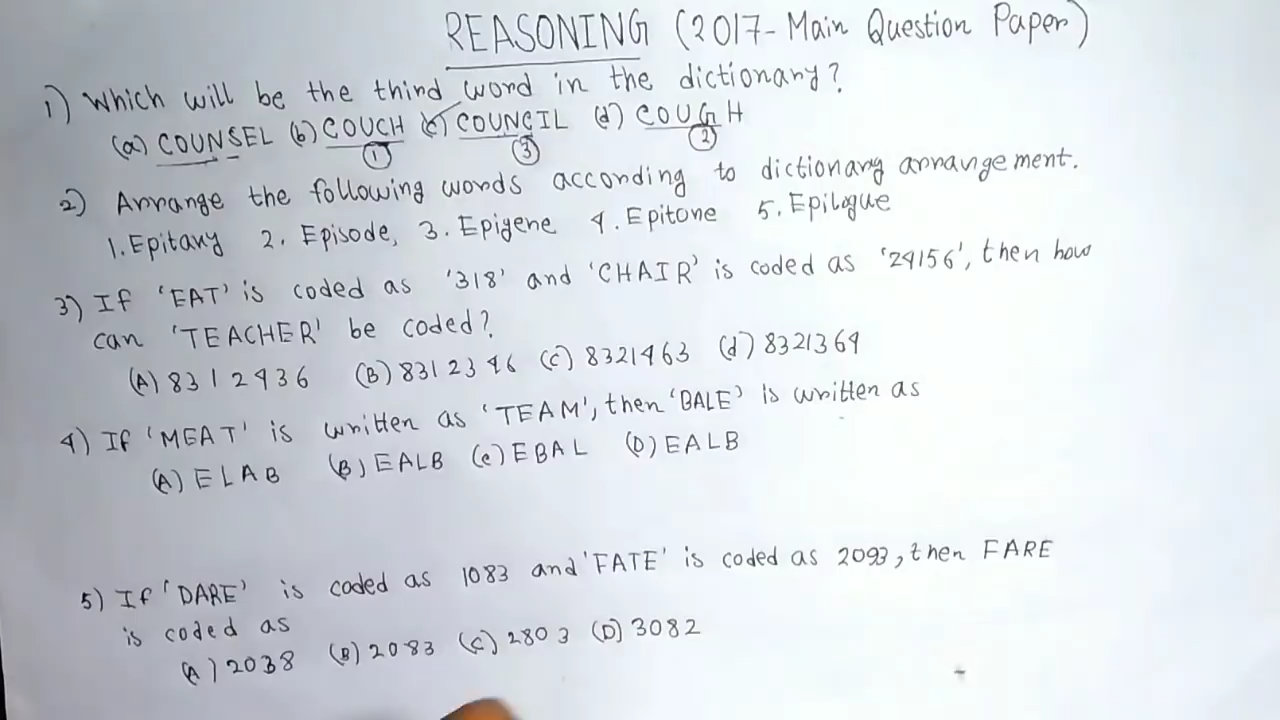 REASONING (2017- Main Question Paper)
1) Which will be the third word in the dictionary?
(a) COUNSEL (b) COUCH (c) COUNCIL (d) COUGH
1 3 2
2) Arrange the following words according to dictionary arrangement.
1. Epitany 2. Episode, 3. Epigene 4. Epitone 5. Epilogue
3) If 'EAT' is coded as '318' and 'CHAIR' is coded as '24156', then how
can 'TEACHER' be coded?
(A) 8312436 (B) 8312346 (C) 8321463 (d) 8321364
4) If 'MEAT' is written as 'TEAM', then 'BALE' is written as
(A) ELAB (B) EALB (c) EBAL (D) EALB
5) If 'DARE' is coded as 1083 and 'FATE' is coded as 2093, then FARE
is coded as
(A) 2038 (B) 2083 (C) 2803 (D) 3082